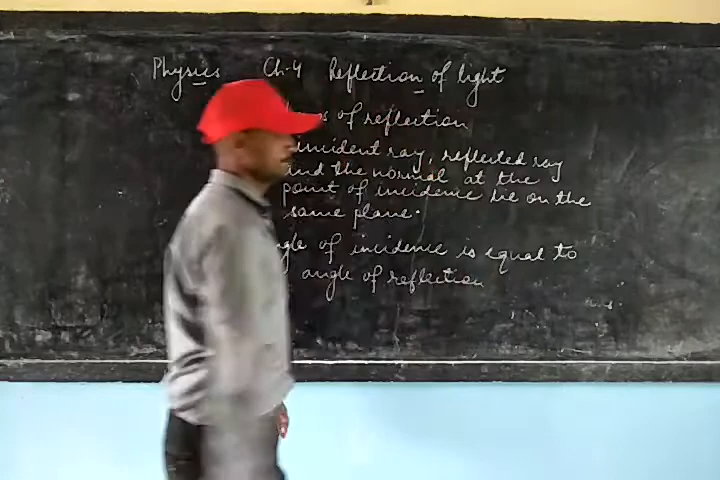 Physics Ch-4 Reflection of light
of reflection
incident ray, reflected ray
and the normal at the
point of incidence lie on the
same plane.
of incidence is equal to
angle of reflection